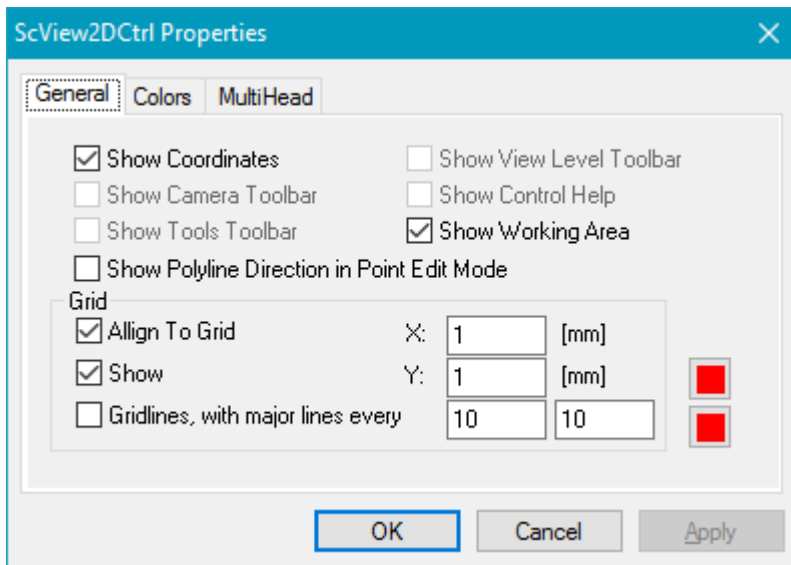 ScView2DCtrl Properties
General Colors MultiHead
Show Coordinates Show View Level Toolbar
Show Camera Toolbar Show Control Help
Show Tools Toolbar Show Working Area
Show Polyline Direction in Point Edit Mode
Grid
Allign To Grid X: 1 [mm]
Show Y: 1 [mm]
Gridlines, with major lines every 10 10
OK Cancel Apply